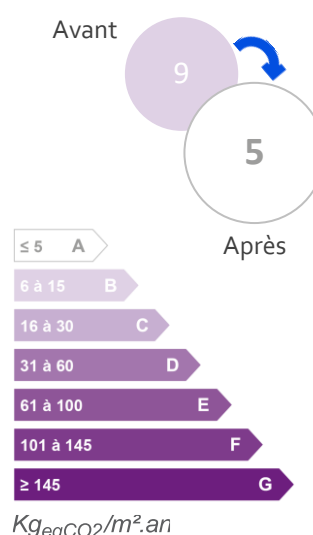 Avant
9
5
Après
≤ 5 A
6 à 15 B
16 à 30 C
31 à 60 D
61 à 100 E
101 à 145 F
≥ 145 G
KgeqCO2/m².an